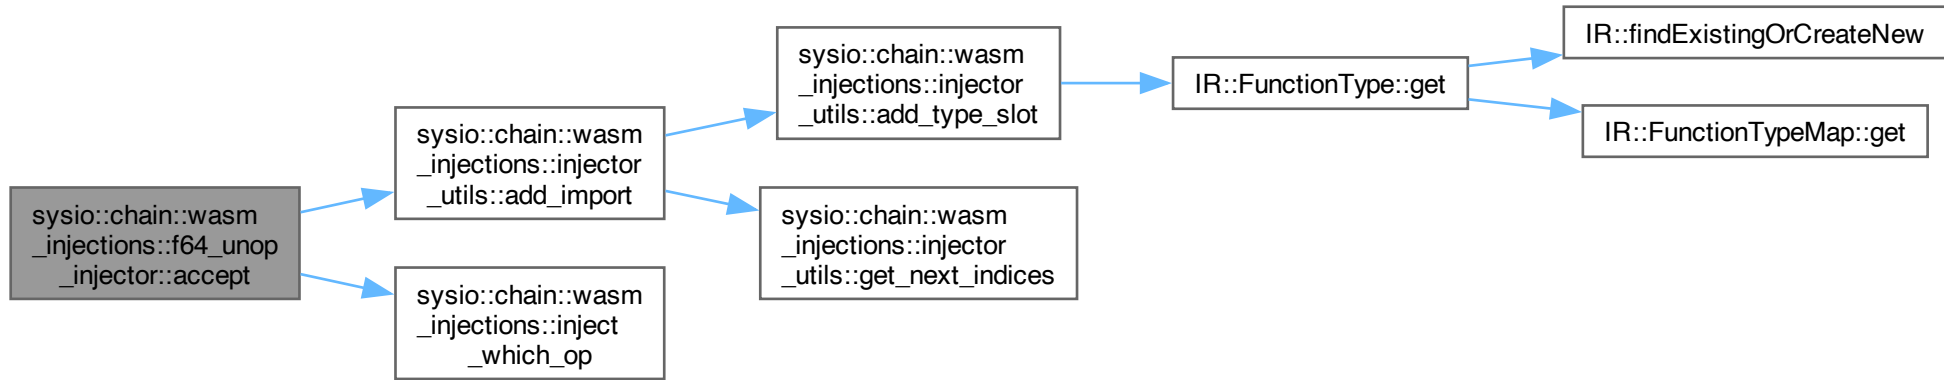 sysio::chain::wasm
_injections::f64_unop
_injector::accept
sysio::chain::wasm
_injections::injector
_utils::add_import
sysio::chain::wasm
_injections::inject
_which_op
sysio::chain::wasm
_injections::injector
_utils::add_type_slot
sysio::chain::wasm
_injections::injector
_utils::get_next_indices
IR::FunctionType::get
IR::findExistingOrCreateNew
IR::FunctionTypeMap::get